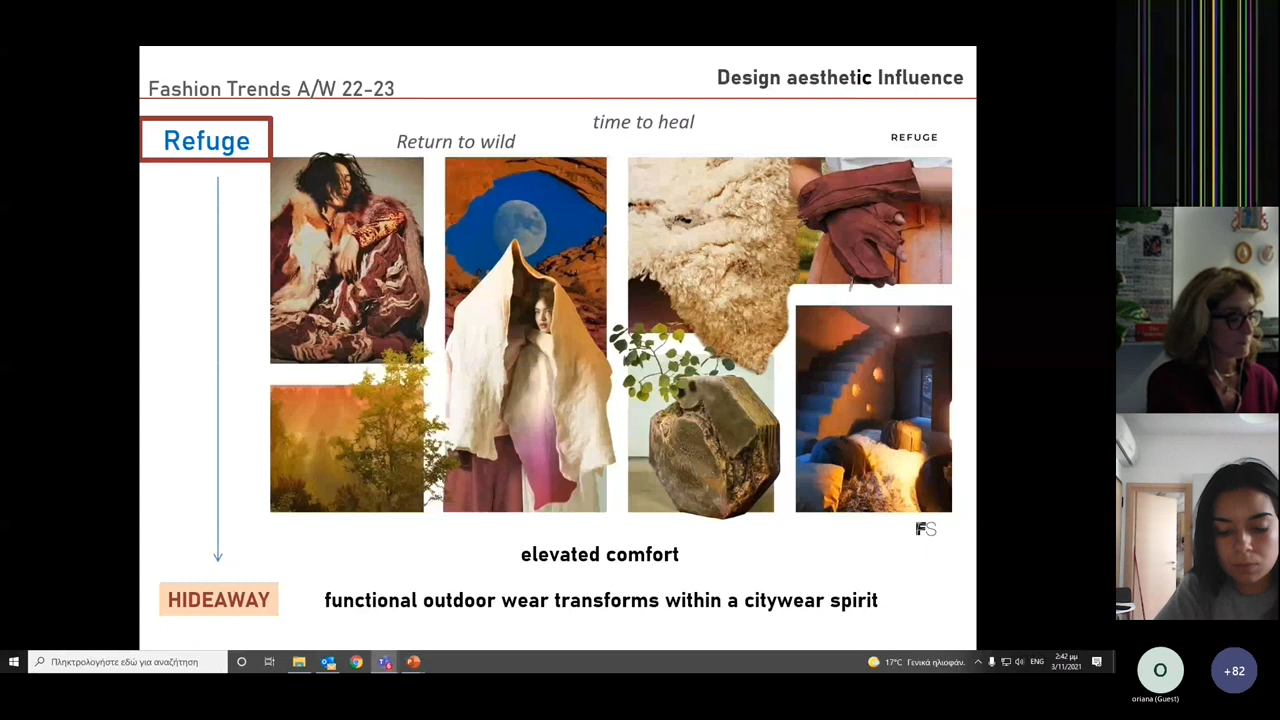 Fashion Trends A/W 22-23
Design aesthetic Influence
Refuge
Return to wild
time to heal
REFUGE
FS
elevated comfort
HIDEAWAY
functional outdoor wear transforms within a citywear spirit
Πληκτρολογήστε εδώ για αναζήτηση
17°C Γενικά ηλιοφάν.
ENG
2:42 μμ
3/11/2021
O
+82
oriana (Guest)